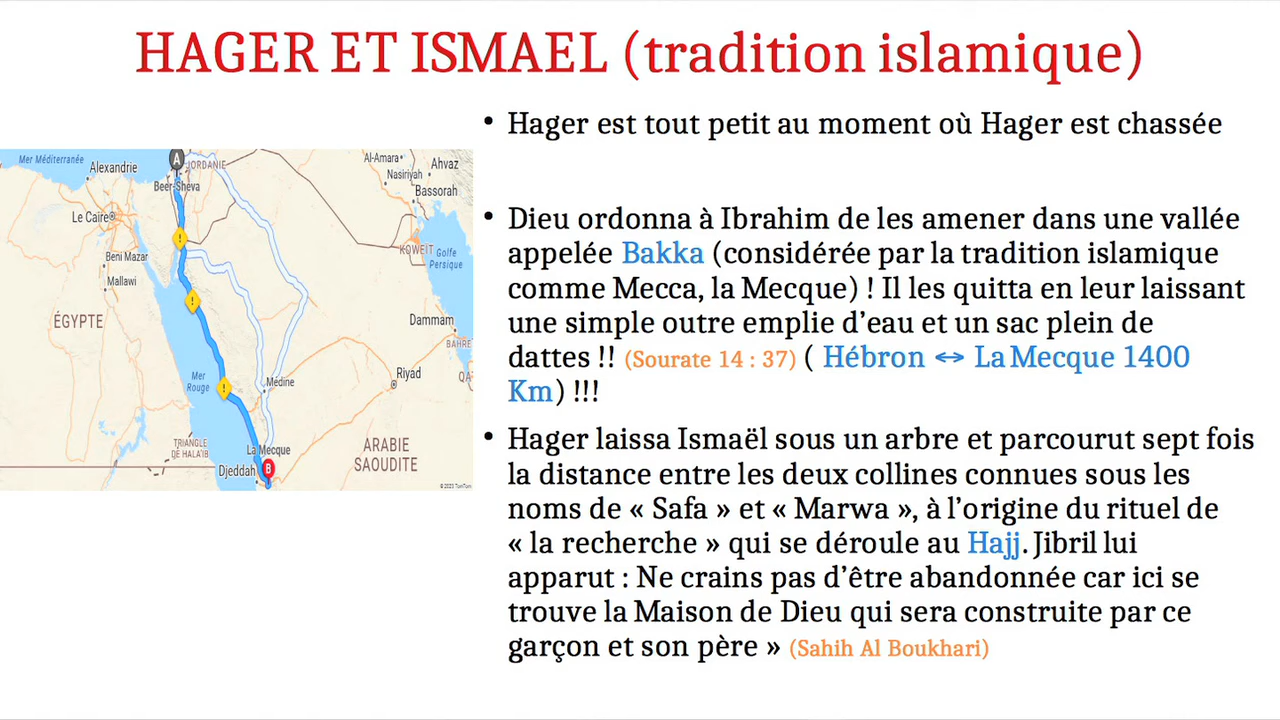 HAGER ET ISMAEL (tradition islamique)
• Hager est tout petit au moment où Hager est chassée
• Dieu ordonna à Ibrahim de les amener dans une vallée
appelée Bakka (considérée par la tradition islamique
comme Mecca, la Mecque) ! Il les quitta en leur laissant
une simple outre emplie d’eau et un sac plein de
dattes !! (Sourate 14 : 37) ( Hébron ↔ La Mecque 1400
Km) !!!
• Hager laissa Ismaël sous un arbre et parcourut sept fois
la distance entre les deux collines connues sous les
noms de « Safa » et « Marwa », à l’origine du rituel de
« la recherche » qui se déroule au Hajj. Jibril lui
apparut : Ne crains pas d’être abandonnée car ici se
trouve la Maison de Dieu qui sera construite par ce
garçon et son père » (Sahih Al Boukhari)
Mer Méditerranée
Alexandrie
A
JORDANIE
Beer-Sheva
Al-Amara
Ahvaz
Nasiriyah
Bassorah
Le Caire
!
KOWEIT
Golfe
Persique
Beni Mazar
Mallawi
!
ÉGYPTE
Dammam
BAHRE
Mer
Rouge
!
Médine
Riyad
QA
TRIANGLE
DE HALA'IB
La Mecque
ARABIE
SAOUDITE
Djeddah
B
© 2023 TomTom